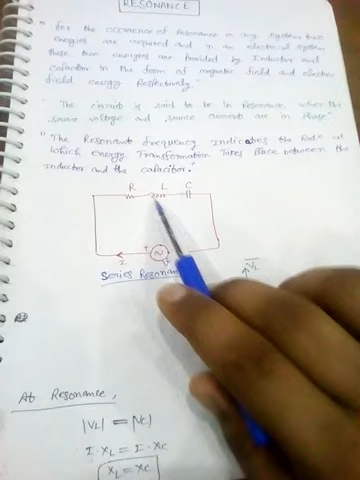 RESONANCE
" for the occurence of Resonance in any system two
energies are required and in an electrical system
these two energies are Provided by Inductor and
Capacitor in the form of magnetic field and electric
field energy Respectively."
"The circuit is said to be in Resonance when the
source voltage and source current are in Phase"
"The Resonant frequency indicates the Rate at
which energy Transformation Takes Place between the
Inductor and the capacitor."
R L C
+
I
Series Resonan
V̅L
At Resonance,
|VL| = |VC|
I · XL = I · XC
XL = XC